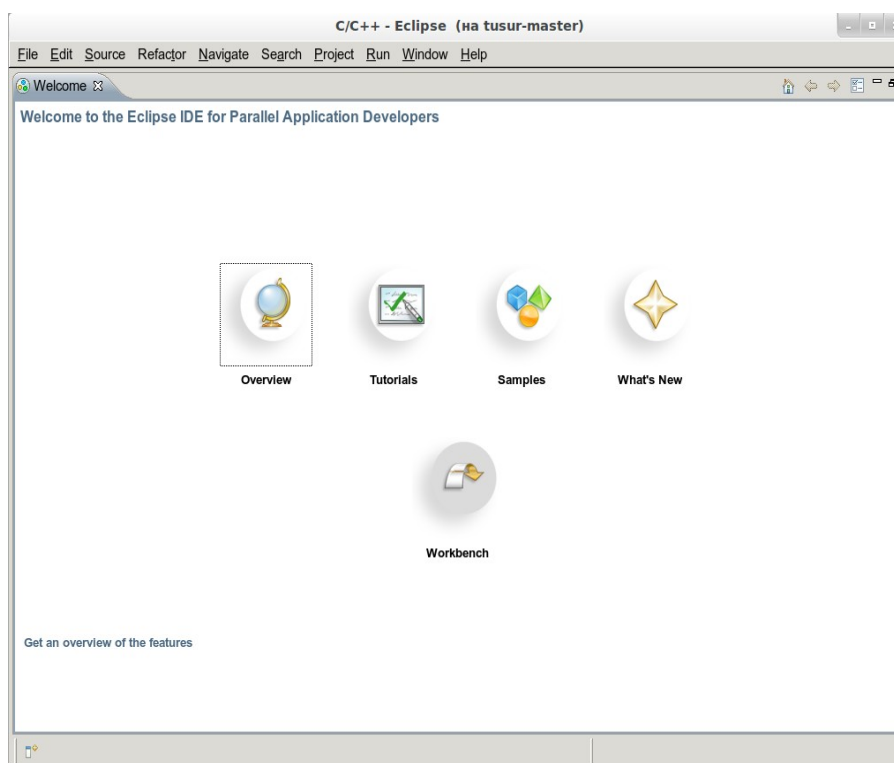 C/C++ - Eclipse (на tusur-master)
File Edit Source Refactor Navigate Search Project Run Window Help
Welcome
Welcome to the Eclipse IDE for Parallel Application Developers
Overview Tutorials Samples What's New
Workbench
Get an overview of the features